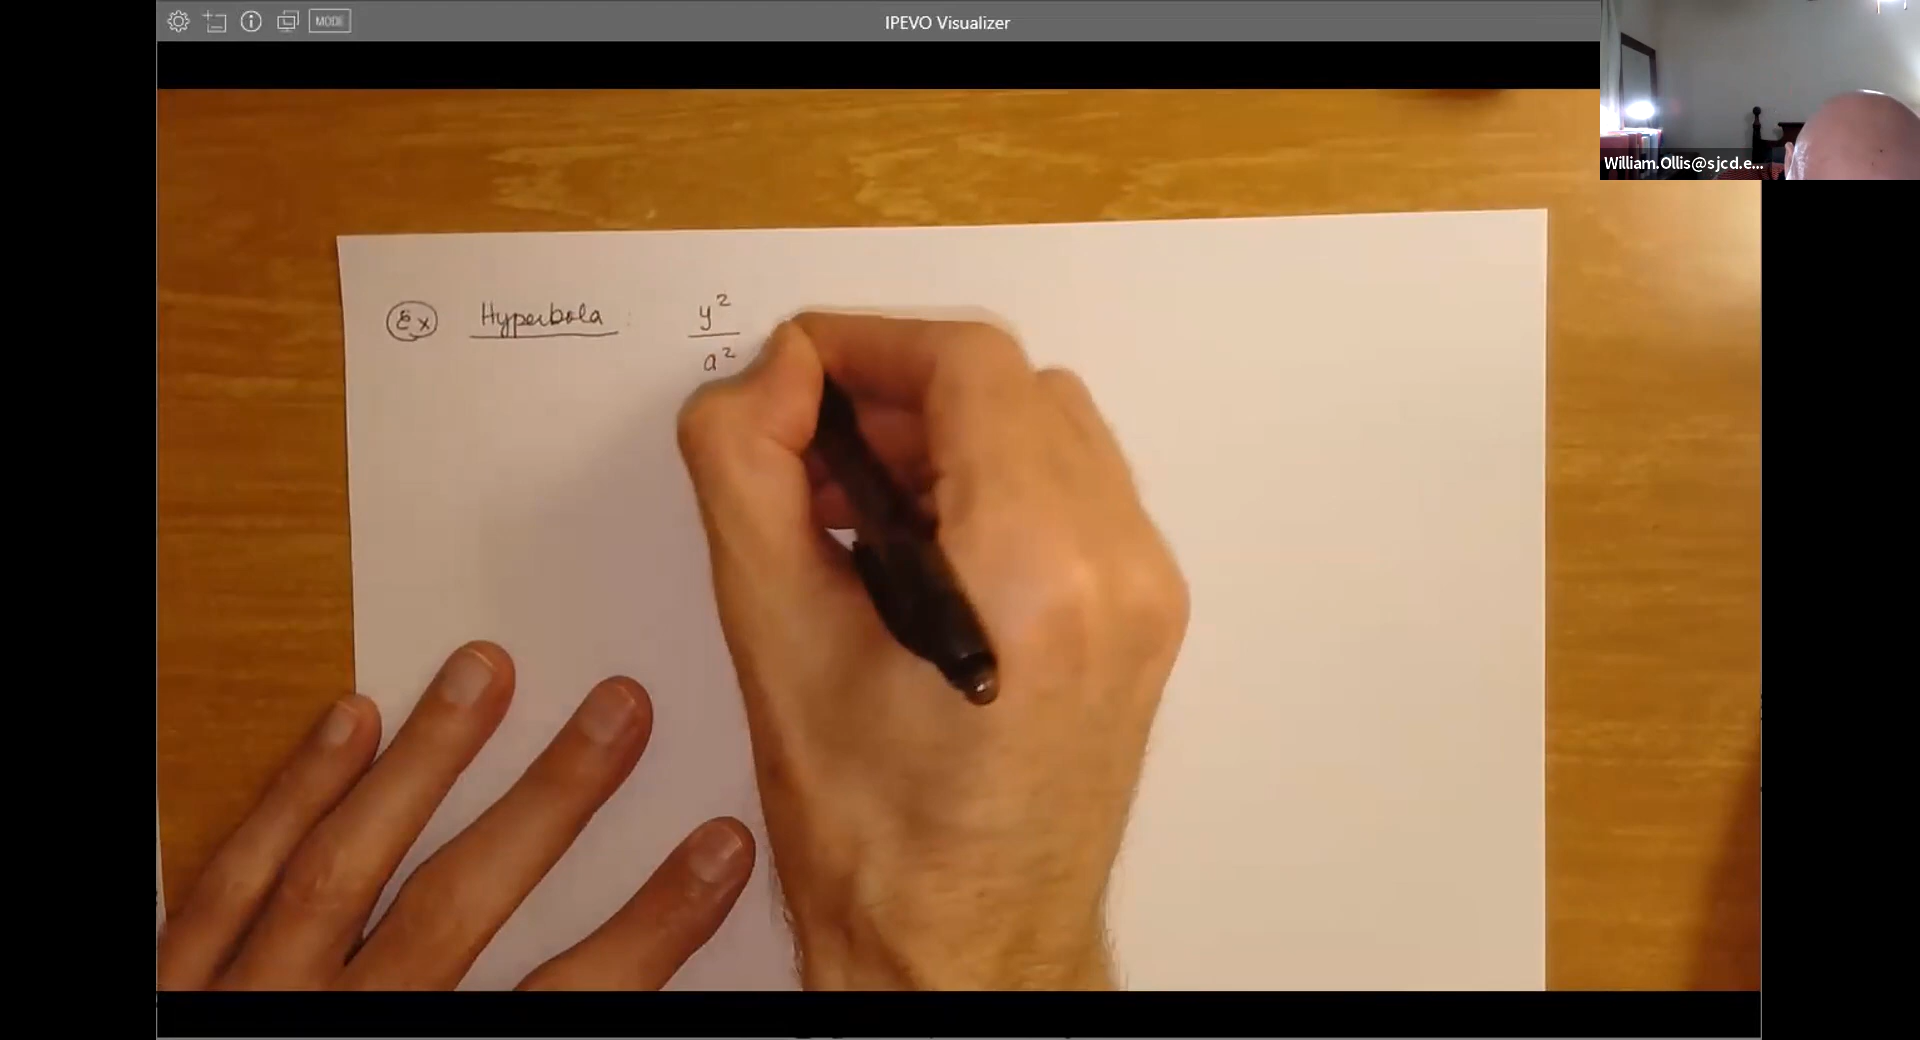 MODE
IPEVO Visualizer
William.Ollis@sjcd.e...
Ex Hyperbola : y²
a²